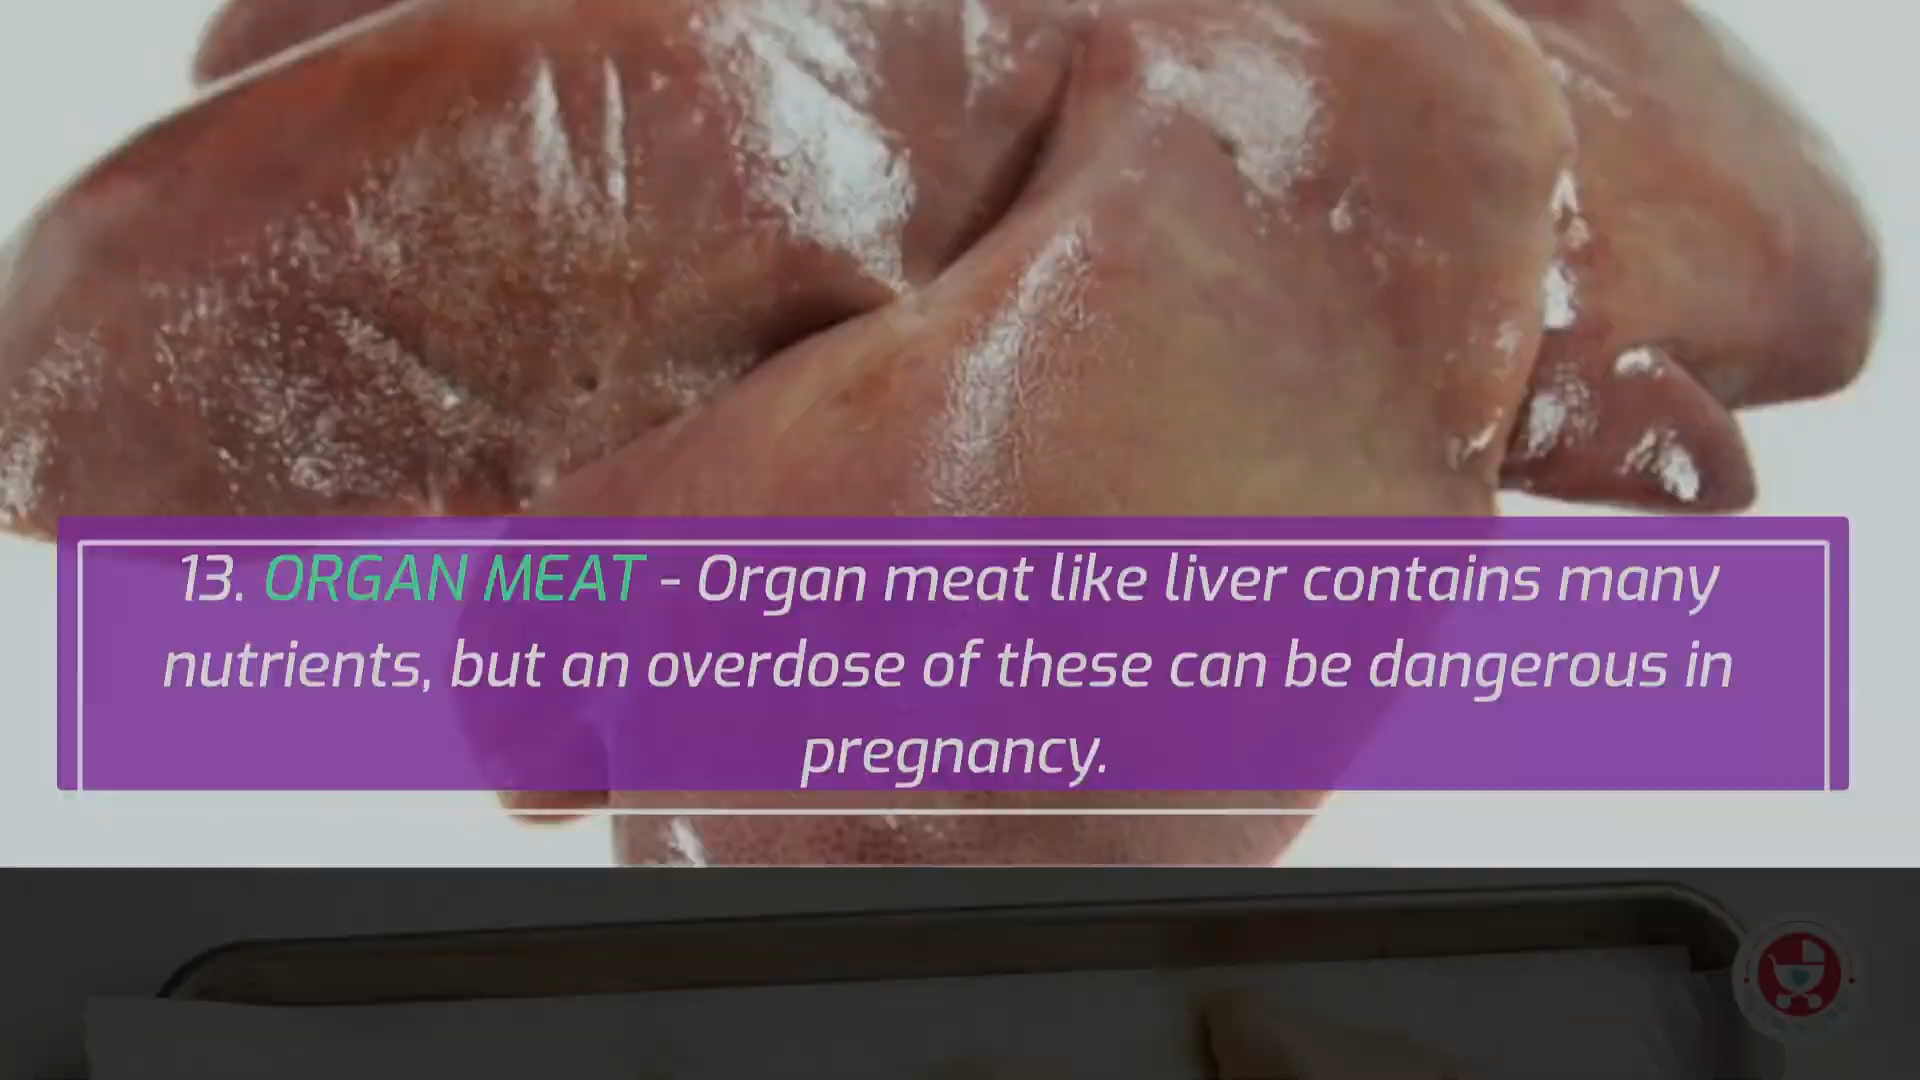 13. ORGAN MEAT - Organ meat like liver contains many
nutrients, but an overdose of these can be dangerous in
pregnancy.